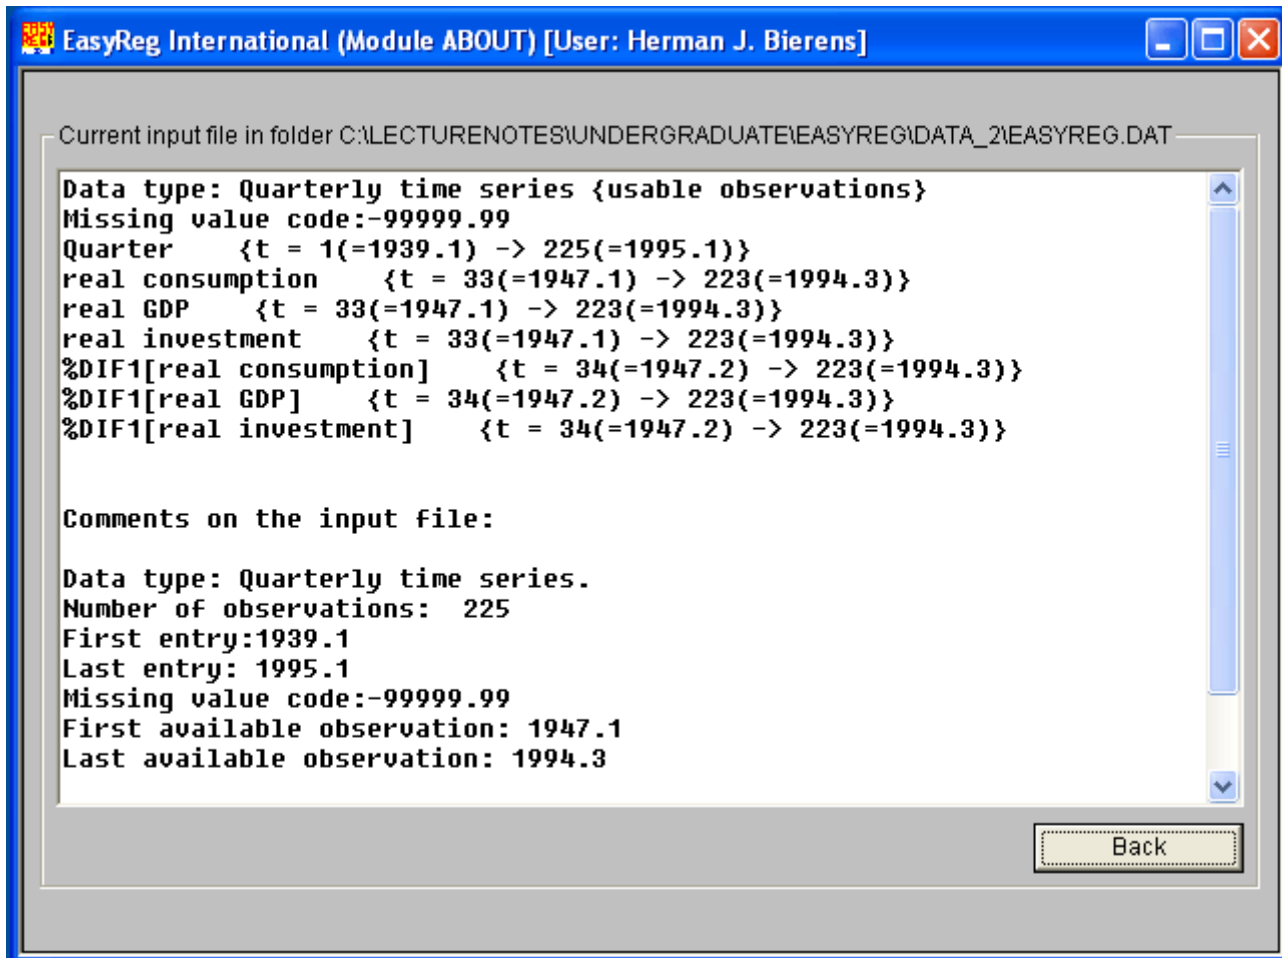 EasyReg International (Module ABOUT) [User: Herman J. Bierens]
Current input file in folder C:\LECTURENOTES\UNDERGRADUATE\EASYREG\DATA_2\EASYREG.DAT
Data type: Quarterly time series {usable observations}
Missing value code:-99999.99
Quarter {t = 1(=1939.1) -> 225(=1995.1)}
real consumption {t = 33(=1947.1) -> 223(=1994.3)}
real GDP {t = 33(=1947.1) -> 223(=1994.3)}
real investment {t = 33(=1947.1) -> 223(=1994.3)}
%DIF1[real consumption] {t = 34(=1947.2) -> 223(=1994.3)}
%DIF1[real GDP] {t = 34(=1947.2) -> 223(=1994.3)}
%DIF1[real investment] {t = 34(=1947.2) -> 223(=1994.3)}
Comments on the input file:
Data type: Quarterly time series.
Number of observations: 225
First entry:1939.1
Last entry: 1995.1
Missing value code:-99999.99
First available observation: 1947.1
Last available observation: 1994.3
Back